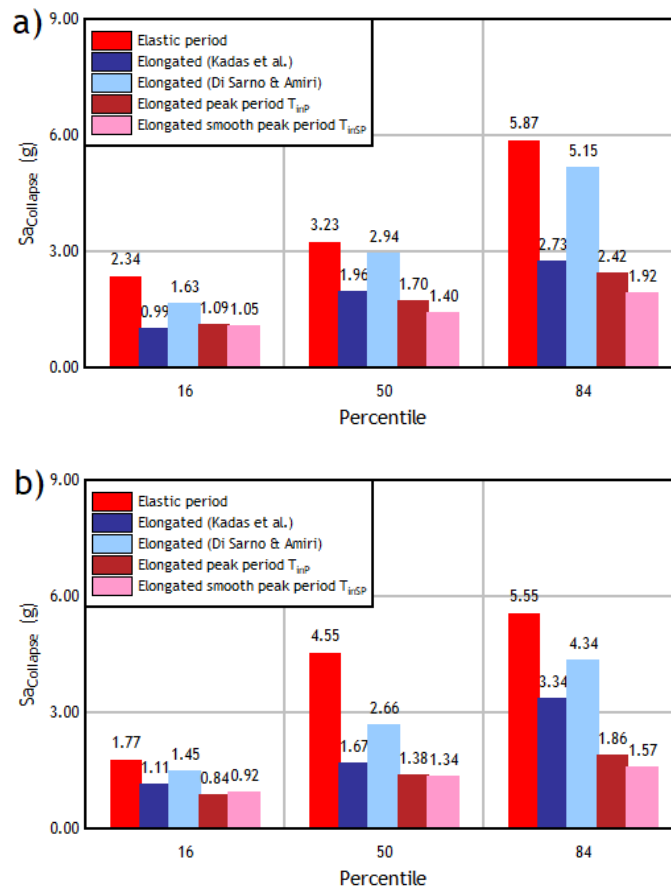 a)
9.00
Elastic period
Elongated (Kadas et al.)
Elongated (Di Sarno & Amiri)
Elongated peak period TinP
Elongated smooth peak period TinSP
6.00
3.00
0.00
SaCollapse (g)
2.34
0.99
1.63
1.09
1.05
3.23
1.96
2.94
1.70
1.40
5.87
2.73
5.15
2.42
1.92
16
50
84
Percentile
b)
9.00
Elastic period
Elongated (Kadas et al.)
Elongated (Di Sarno & Amiri)
Elongated peak period TinP
Elongated smooth peak period TinSP
6.00
3.00
0.00
SaCollapse (g)
1.77
1.11
1.45
0.84
0.92
4.55
1.67
2.66
1.38
1.34
5.55
3.34
4.34
1.86
1.57
16
50
84
Percentile